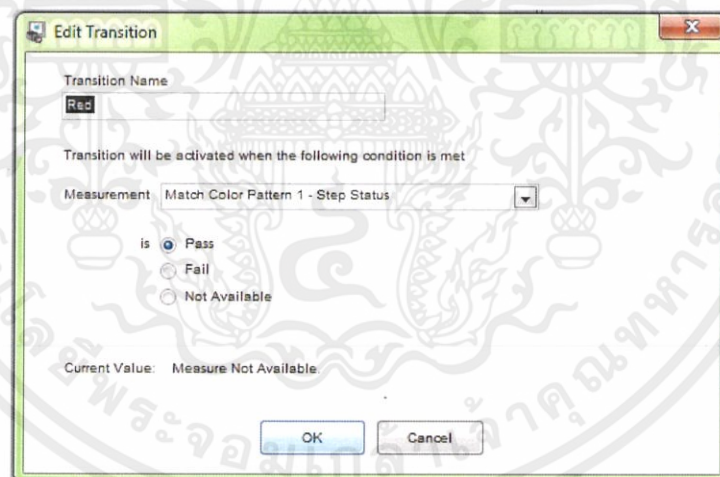 Edit Transition
Transition Name
Red
Transition will be activated when the following condition is met
Measurement Match Color Pattern 1 - Step Status
is Pass
Fail
Not Available
Current Value: Measure Not Available.
OK Cancel